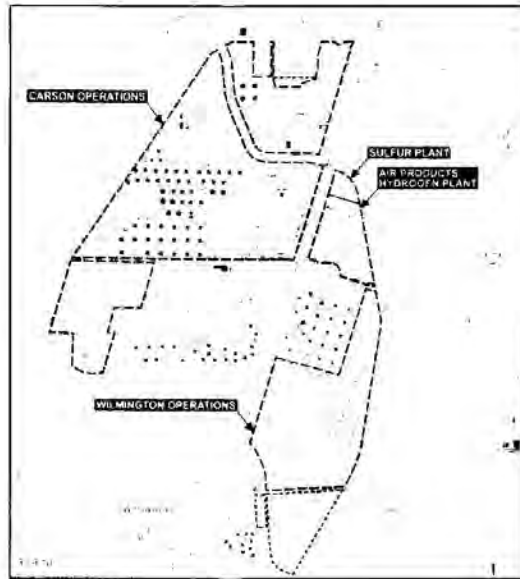 CARSON OPERATIONS
SULFUR PLANT
AIR PRODUCTS
HYDROGEN PLANT
WILMINGTON OPERATIONS